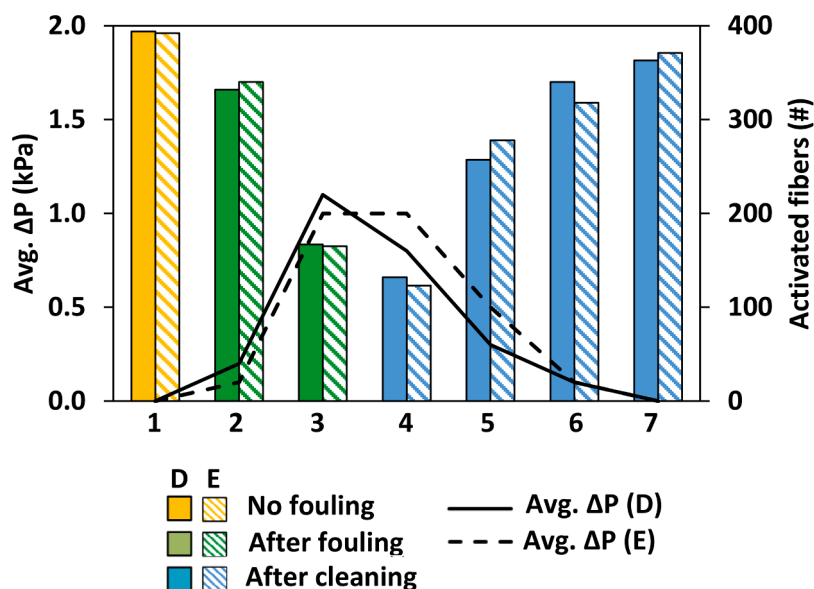 2.0
1.5
1.0
0.5
0.0
Avg. ΔP (kPa)
400
300
200
100
0
Activated fibers (#)
1 2 3 4 5 6 7
D E
No fouling
After fouling
After cleaning
Avg. ΔP (D)
Avg. ΔP (E)